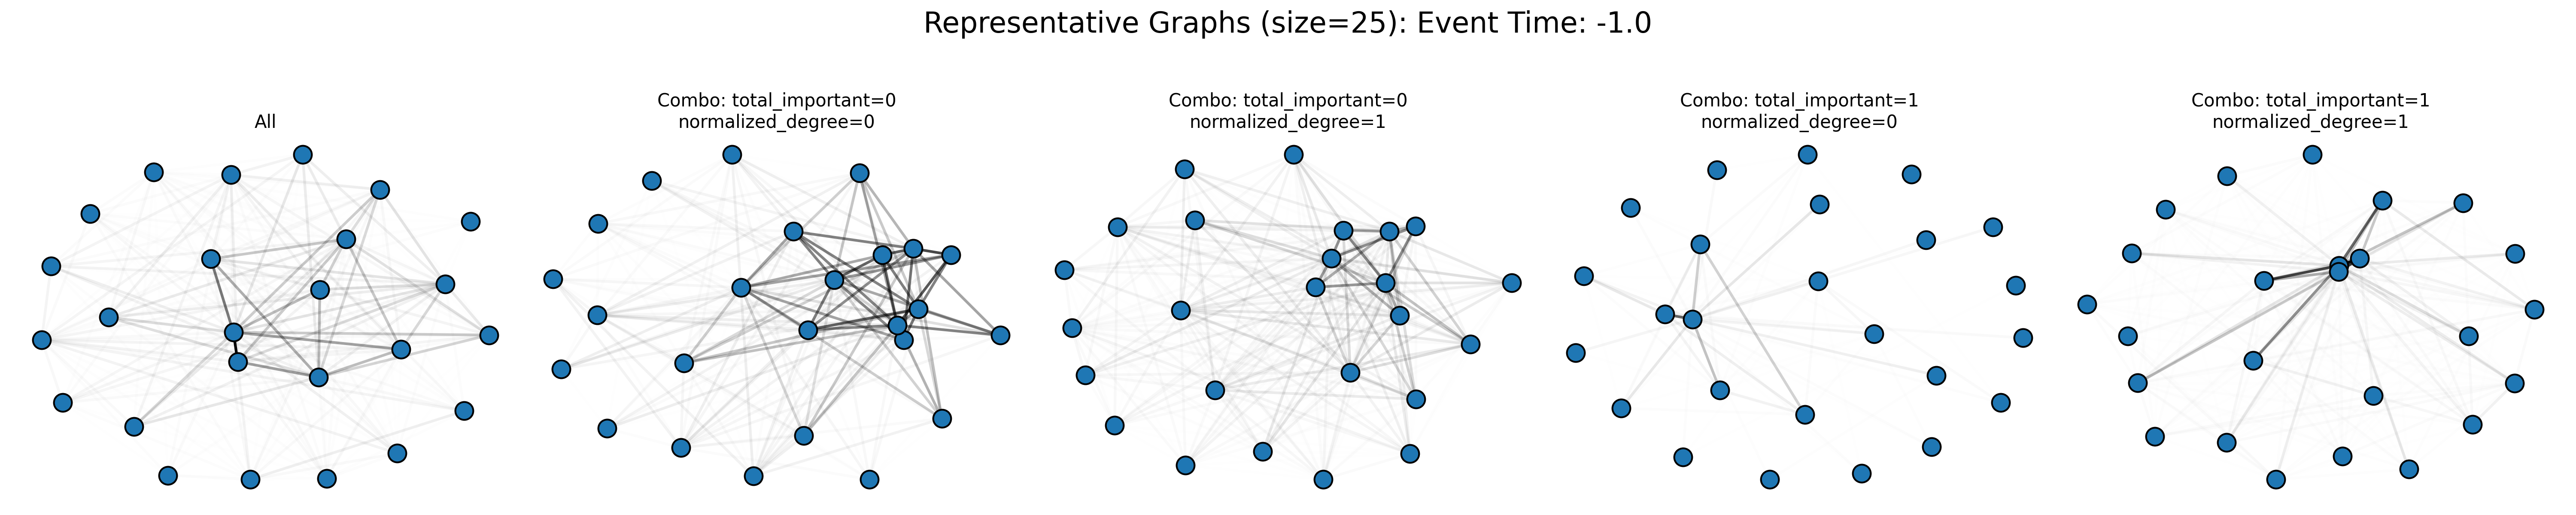 Representative Graphs (size=25): Event Time: -1.0
All
Combo: total_important=0
normalized_degree=0
Combo: total_important=0
normalized_degree=1
Combo: total_important=1
normalized_degree=0
Combo: total_important=1
normalized_degree=1